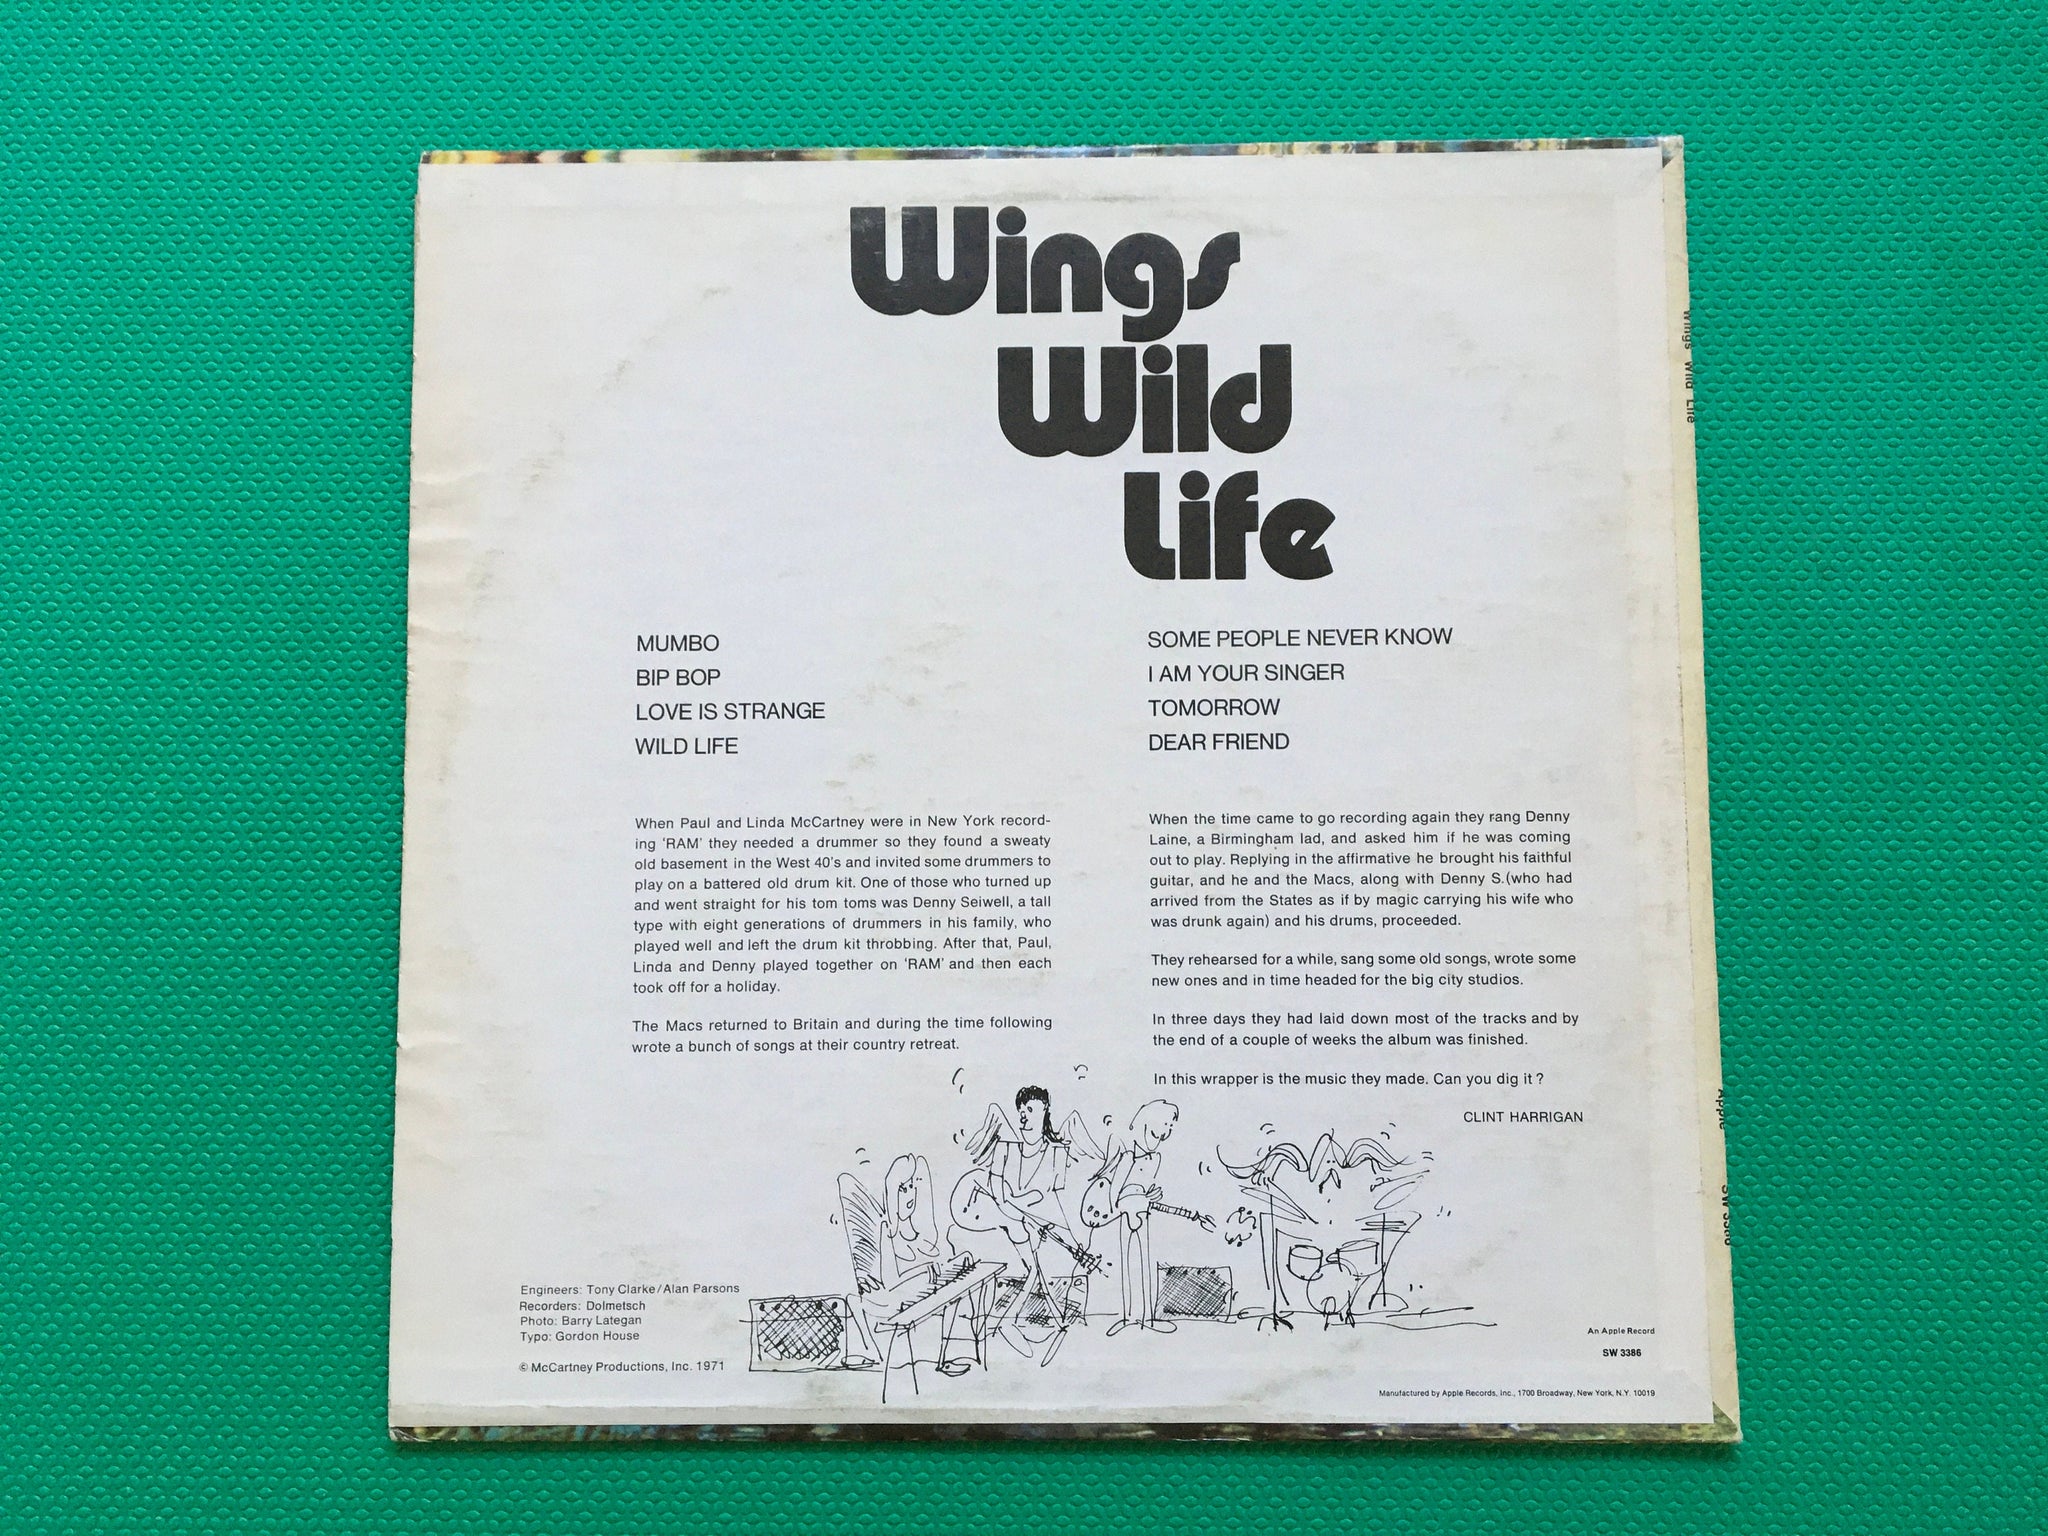 Wings
Wild
Life
MUMBO
BIP BOP
LOVE IS STRANGE
WILD LIFE
SOME PEOPLE NEVER KNOW
I AM YOUR SINGER
TOMORROW
DEAR FRIEND
When Paul and Linda McCartney were in New York record-
ing ‘RAM’ they needed a drummer so they found a sweaty
old basement in the West 40’s and invited some drummers to
play on a battered old drum kit. One of those who turned up
and went straight for his tom toms was Denny Seiwell, a tall
type with eight generations of drummers in his family, who
played well and left the drum kit throbbing. After that, Paul,
Linda and Denny played together on ‘RAM’ and then each
took off for a holiday.
The Macs returned to Britain and during the time following
wrote a bunch of songs at their country retreat.
When the time came to go recording again they rang Denny
Laine, a Birmingham lad, and asked him if he was coming
out to play. Replying in the affirmative he brought his faithful
guitar, and he and the Macs, along with Denny S.(who had
arrived from the States as if by magic carrying his wife who
was drunk again) and his drums, proceeded.
They rehearsed for a while, sang some old songs, wrote some
new ones and in time headed for the big city studios.
In three days they had laid down most of the tracks and by
the end of a couple of weeks the album was finished.
In this wrapper is the music they made. Can you dig it ?
CLINT HARRIGAN
Engineers: Tony Clarke/Alan Parsons
Recorders: Dolmetsch
Photo: Barry Lategan
Typo: Gordon House
© McCartney Productions, Inc. 1971
An Apple Record
SW 3386
Manufactured by Apple Records, Inc., 1700 Broadway, New York, N.Y. 10019
Wings Wild Life
Apple
SW 3386